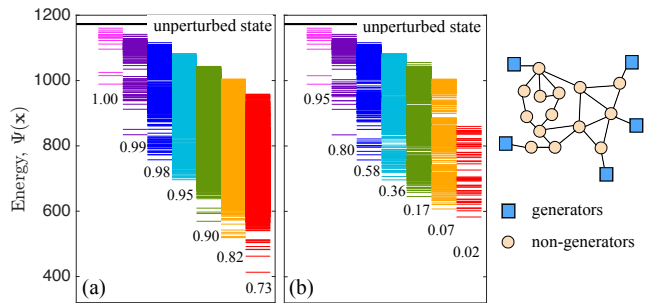 Energy, Ψ(x)
1200
1000
800
600
400
unperturbed state
1.00
0.99
0.98
0.95
0.90
0.82
0.73
(a)
unperturbed state
0.95
0.80
0.58
0.36
0.17
0.07
0.02
(b)
generators
non-generators